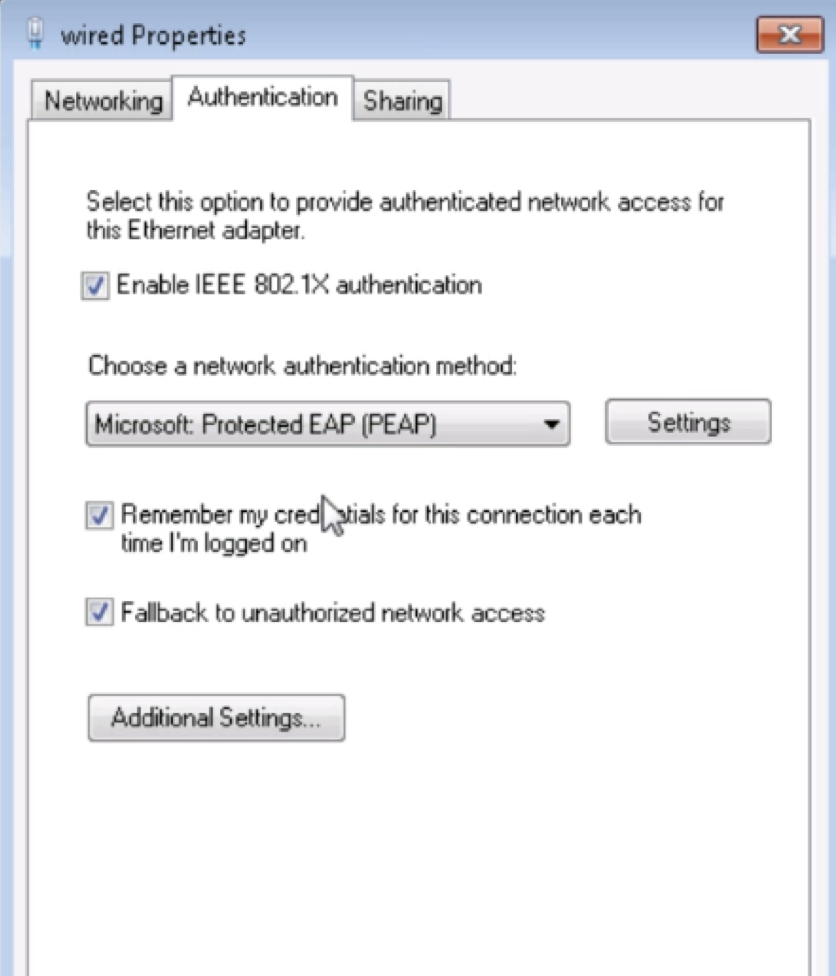 wired Properties
Networking
Authentication
Sharing
Select this option to provide authenticated network access for
this Ethernet adapter.
Enable IEEE 802.1X authentication
Choose a network authentication method:
Microsoft: Protected EAP (PEAP)
Settings
Remember my credentials for this connection each
time I'm logged on
Fallback to unauthorized network access
Additional Settings...